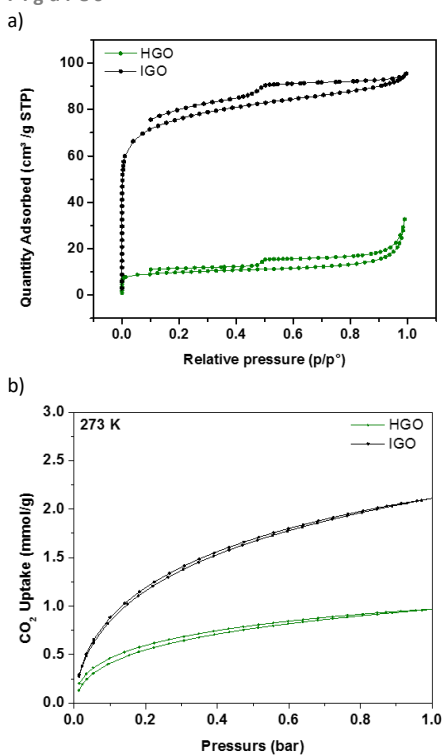 a)
HGO
IGO
Quantity Adsorbed (cm³ /g STP)
100
80
60
40
20
0
0.0 0.2 0.4 0.6 0.8 1.0
Relative pressure (p/p°)
b)
273 K
HGO
IGO
CO₂ Uptake (mmol/g)
3.0
2.5
2.0
1.5
1.0
0.5
0.0
0.0 0.2 0.4 0.6 0.8 1.0
Pressurs (bar)